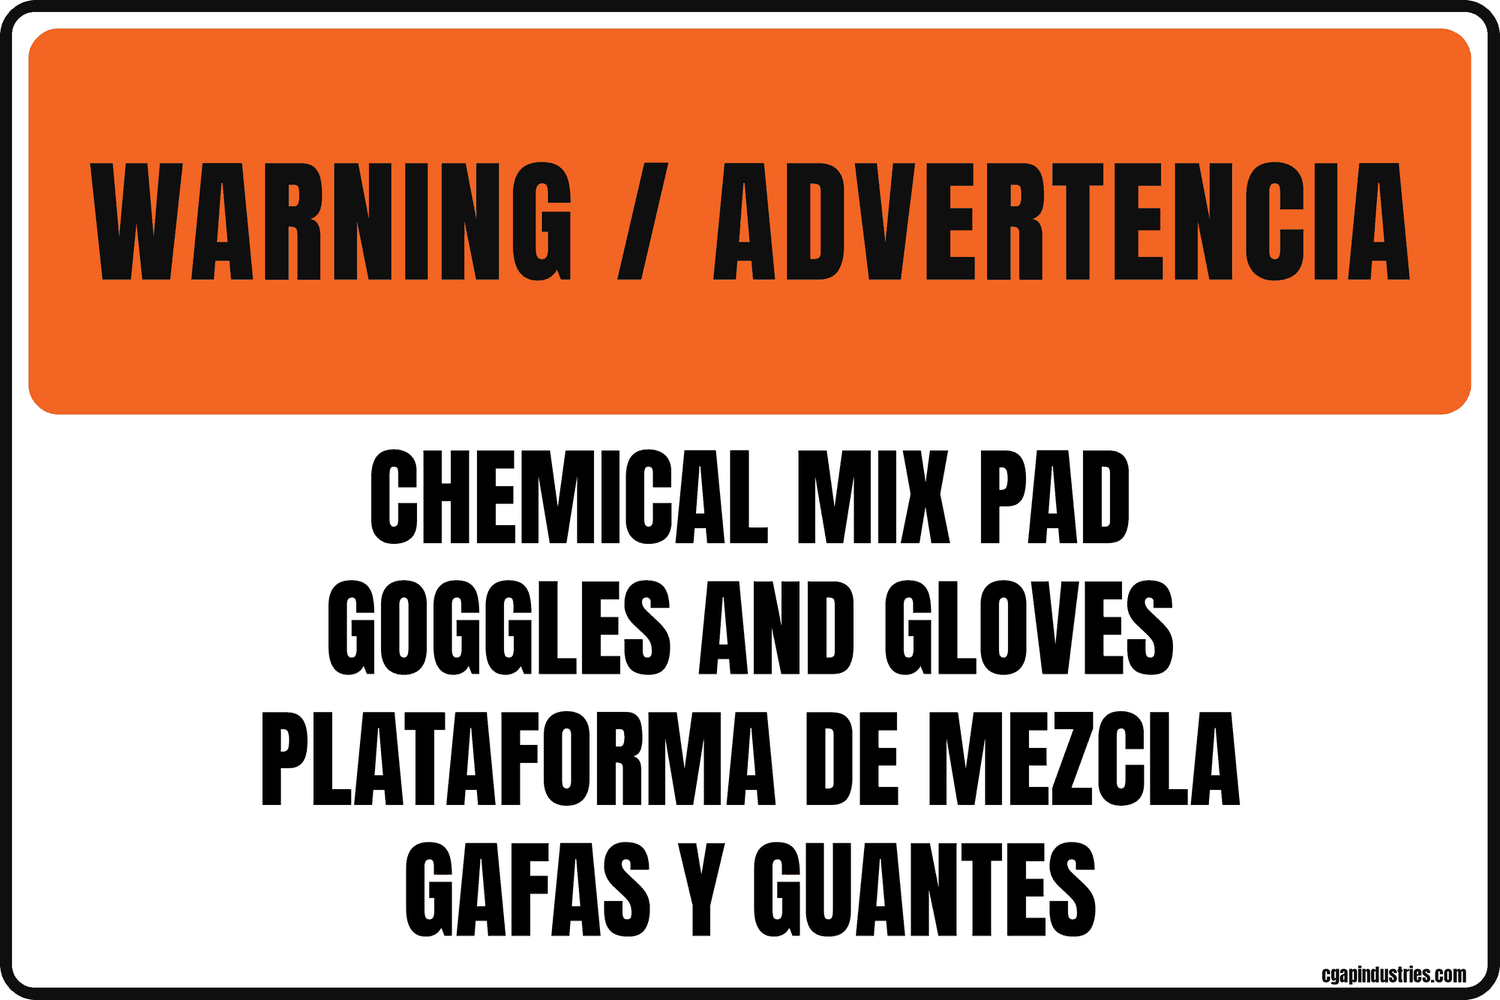 WARNING / ADVERTENCIA
CHEMICAL MIX PAD
GOGGLES AND GLOVES
PLATAFORMA DE MEZCLA
GAFAS Y GUANTES
cgapindustries.com